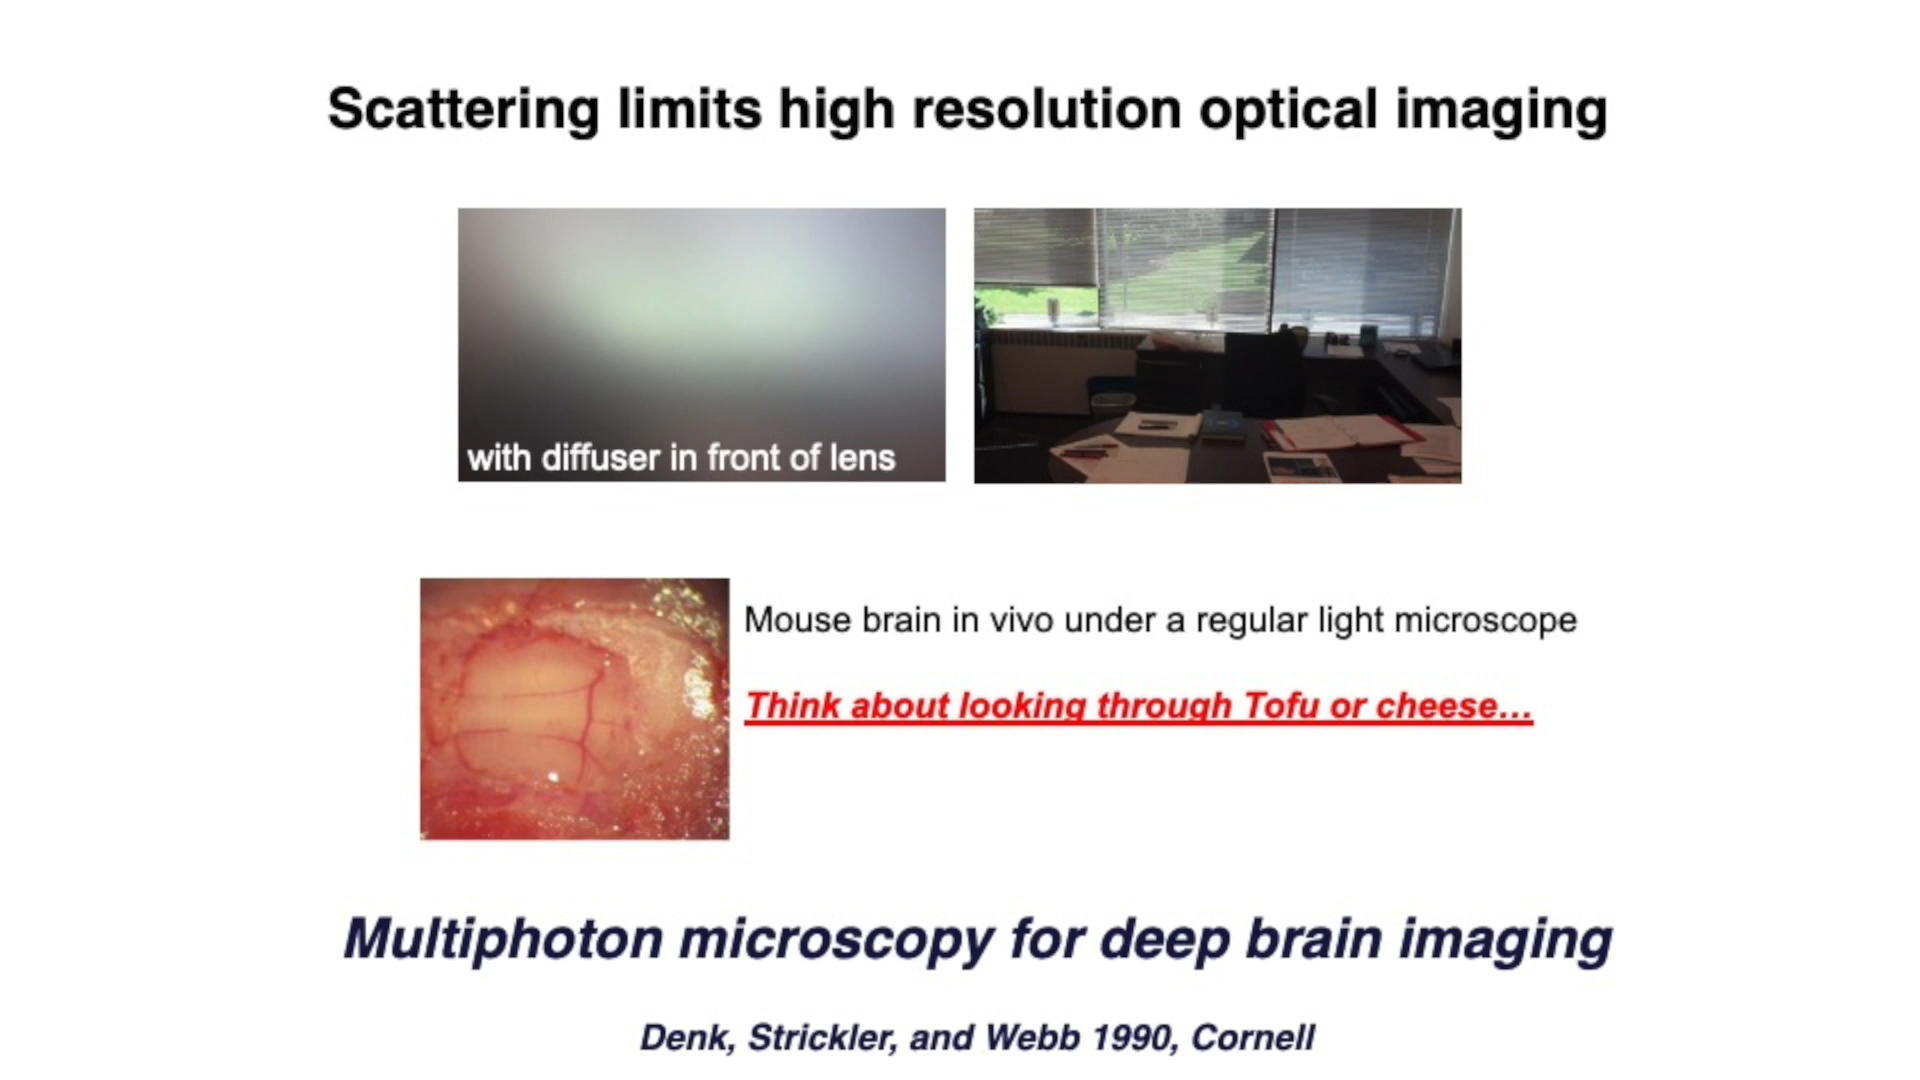 Scattering limits high resolution optical imaging
with diffuser in front of lens
Mouse brain in vivo under a regular light microscope
Think about looking through Tofu or cheese...
Multiphoton microscopy for deep brain imaging
Denk, Strickler, and Webb 1990, Cornell